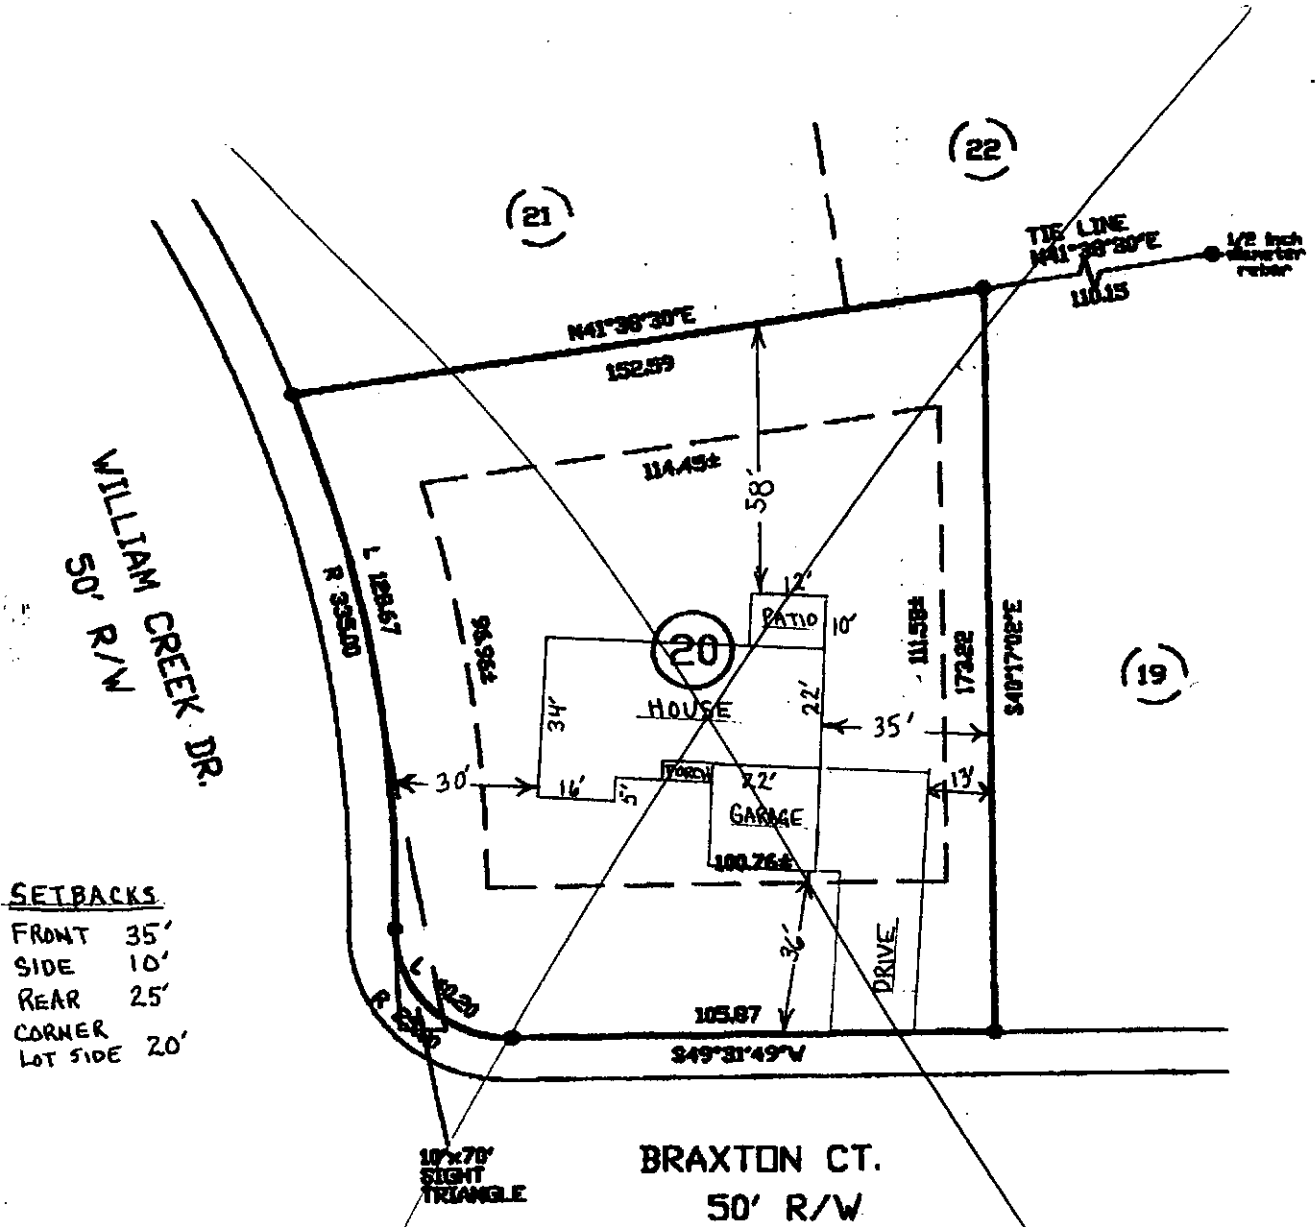 22
21
TIE LINE
N41°38'30"E
1/2 inch
diameter
rebar
110.15
N41°38'30"E
152.59
114.45±
58'
WILLIAM CREEK DR.
50' R/W
L 128.67
R 335.00
96.96±
12'
PATIO
10'
20
HOUSE
34'
22'
111.58±
173.22
S40°17'02"E
19
35'
30'
16'
5'
PORCH
22'
13'
GARAGE
100.76±
SETBACKS
FRONT 35'
SIDE 10'
REAR 25'
CORNER
LOT SIDE 20'
36'
DRIVE
L
R
105.87
S49°31'49"W
10'x70'
SIGHT
TRIANGLE
BRAXTON CT.
50' R/W